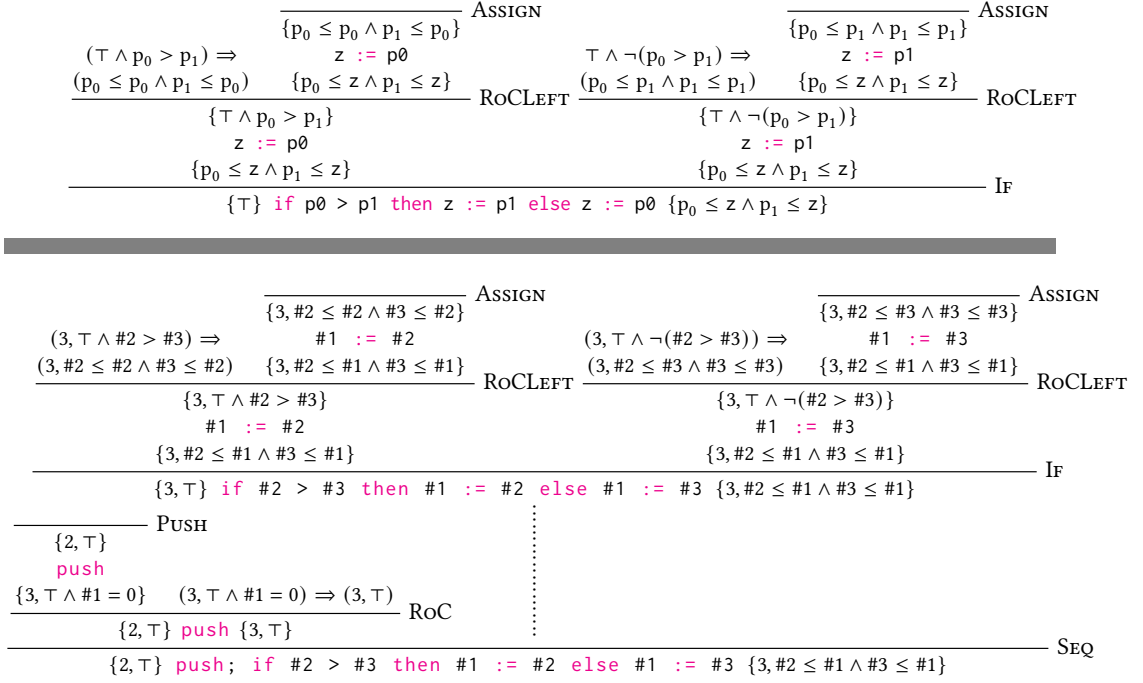 Assign
Assign
{p₀ ≤ p₀ ∧ p₁ ≤ p₀}
{p₀ ≤ p₁ ∧ p₁ ≤ p₁}
(⊤ ∧ p₀ > p₁) ⇒
z := p0
⊤ ∧ ¬(p₀ > p₁) ⇒
z := p1
(p₀ ≤ p₀ ∧ p₁ ≤ p₀)
{p₀ ≤ z ∧ p₁ ≤ z}
RoCLeft
(p₀ ≤ p₁ ∧ p₁ ≤ p₁)
{p₀ ≤ z ∧ p₁ ≤ z}
RoCLeft
{⊤ ∧ p₀ > p₁}
{⊤ ∧ ¬(p₀ > p₁)}
z := p0
z := p1
{p₀ ≤ z ∧ p₁ ≤ z}
{p₀ ≤ z ∧ p₁ ≤ z}
If
{⊤} if p0 > p1 then z := p1 else z := p0 {p₀ ≤ z ∧ p₁ ≤ z}
Assign
Assign
{3, #2 ≤ #2 ∧ #3 ≤ #2}
{3, #2 ≤ #3 ∧ #3 ≤ #3}
(3, ⊤ ∧ #2 > #3) ⇒
#1 := #2
(3, ⊤ ∧ ¬(#2 > #3)) ⇒
#1 := #3
(3, #2 ≤ #2 ∧ #3 ≤ #2)
{3, #2 ≤ #1 ∧ #3 ≤ #1}
RoCLeft
(3, #2 ≤ #3 ∧ #3 ≤ #3)
{3, #2 ≤ #1 ∧ #3 ≤ #1}
RoCLeft
{3, ⊤ ∧ #2 > #3}
{3, ⊤ ∧ ¬(#2 > #3)}
#1 := #2
#1 := #3
{3, #2 ≤ #1 ∧ #3 ≤ #1}
{3, #2 ≤ #1 ∧ #3 ≤ #1}
If
{3, ⊤} if #2 > #3 then #1 := #2 else #1 := #3 {3, #2 ≤ #1 ∧ #3 ≤ #1}
Push
{2, ⊤}
push
{3, ⊤ ∧ #1 = 0}
(3, ⊤ ∧ #1 = 0) ⇒ (3, ⊤)
RoC
{2, ⊤} push {3, ⊤}
Seq
{2, ⊤} push; if #2 > #3 then #1 := #2 else #1 := #3 {3, #2 ≤ #1 ∧ #3 ≤ #1}